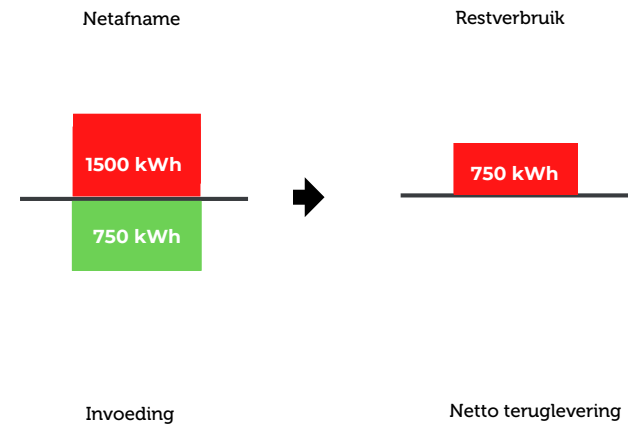 Netafname
Restverbruik
1500 kWh
750 kWh
750 kWh
Invoeding
Netto teruglevering